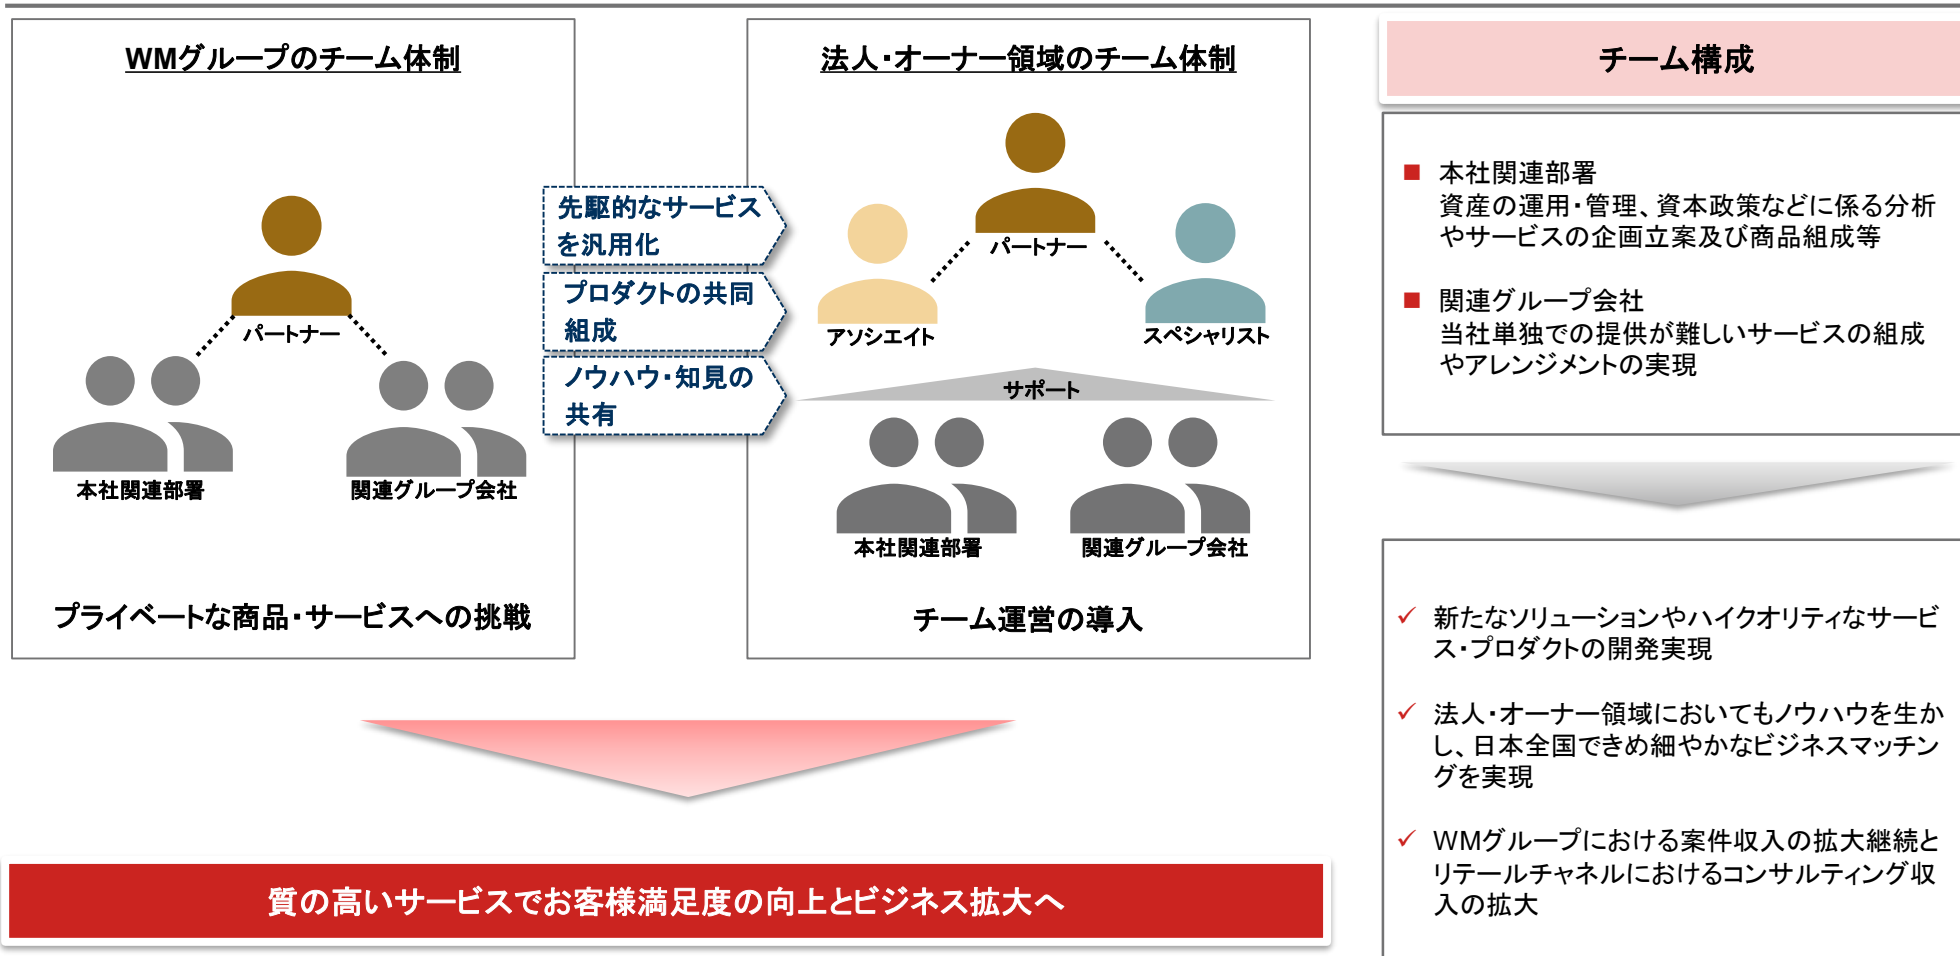 WMグループのチーム体制
パートナー
本社関連部署
関連グループ会社
プライベートな商品・サービスへの挑戦
先駆的なサービス
を汎用化
プロダクトの共同
組成
ノウハウ・知見の
共有
法人・オーナー領域のチーム体制
パートナー
アソシエイト
スペシャリスト
サポート
本社関連部署
関連グループ会社
チーム運営の導入
質の高いサービスでお客様満足度の向上とビジネス拡大へ
チーム構成
■ 本社関連部署
資産の運用・管理、資本政策などに係る分析
やサービスの企画立案及び商品組成等
■ 関連グループ会社
当社単独での提供が難しいサービスの組成
やアレンジメントの実現
✓ 新たなソリューションやハイクオリティなサービ
ス・プロダクトの開発実現
✓ 法人・オーナー領域においてもノウハウを生か
し、日本全国できめ細やかなビジネスマッチン
グを実現
✓ WMグループにおける案件収入の拡大継続と
リテールチャネルにおけるコンサルティング収
入の拡大